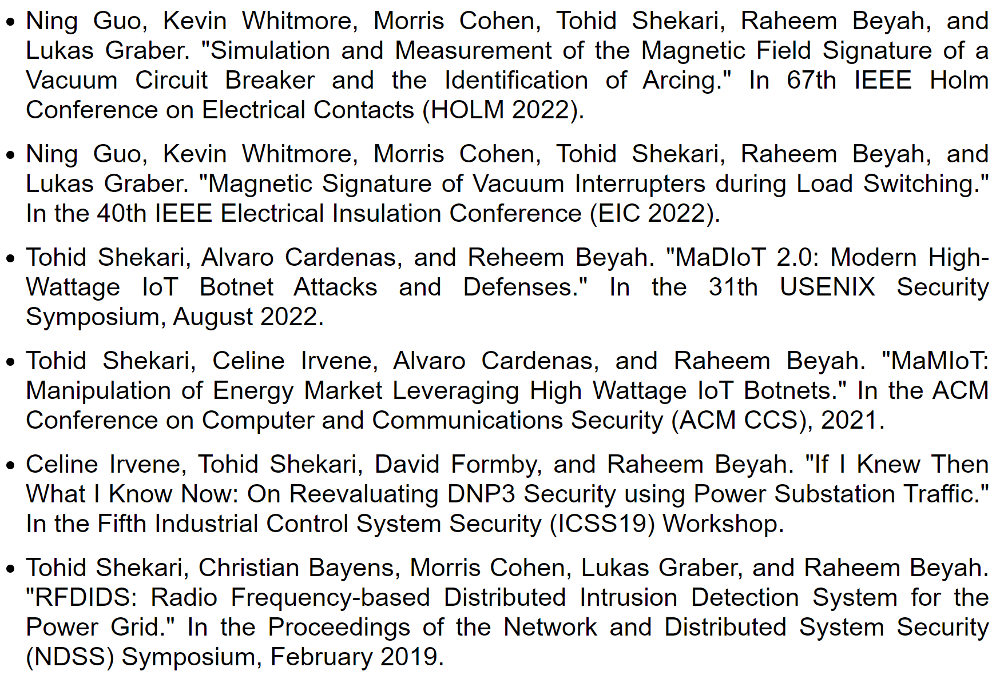 • Ning Guo, Kevin Whitmore, Morris Cohen, Tohid Shekari, Raheem Beyah, and
Lukas Graber. "Simulation and Measurement of the Magnetic Field Signature of a
Vacuum Circuit Breaker and the Identification of Arcing." In 67th IEEE Holm
Conference on Electrical Contacts (HOLM 2022).
• Ning Guo, Kevin Whitmore, Morris Cohen, Tohid Shekari, Raheem Beyah, and
Lukas Graber. "Magnetic Signature of Vacuum Interrupters during Load Switching."
In the 40th IEEE Electrical Insulation Conference (EIC 2022).
• Tohid Shekari, Alvaro Cardenas, and Reheem Beyah. "MaDIoT 2.0: Modern High-
Wattage IoT Botnet Attacks and Defenses." In the 31th USENIX Security
Symposium, August 2022.
• Tohid Shekari, Celine Irvene, Alvaro Cardenas, and Raheem Beyah. "MaMIoT:
Manipulation of Energy Market Leveraging High Wattage IoT Botnets." In the ACM
Conference on Computer and Communications Security (ACM CCS), 2021.
• Celine Irvene, Tohid Shekari, David Formby, and Raheem Beyah. "If I Knew Then
What I Know Now: On Reevaluating DNP3 Security using Power Substation Traffic."
In the Fifth Industrial Control System Security (ICSS19) Workshop.
• Tohid Shekari, Christian Bayens, Morris Cohen, Lukas Graber, and Raheem Beyah.
"RFDIDS: Radio Frequency-based Distributed Intrusion Detection System for the
Power Grid." In the Proceedings of the Network and Distributed System Security
(NDSS) Symposium, February 2019.